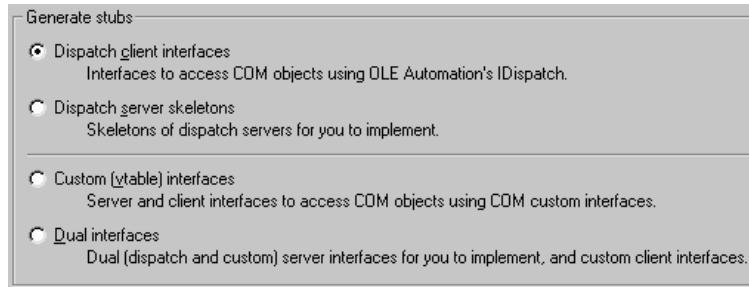 Generate stubs
Dispatch client interfaces
Interfaces to access COM objects using OLE Automation's IDispatch.
Dispatch server skeletons
Skeletons of dispatch servers for you to implement.
Custom (vtable) interfaces
Server and client interfaces to access COM objects using COM custom interfaces.
Dual interfaces
Dual (dispatch and custom) server interfaces for you to implement, and custom client interfaces.